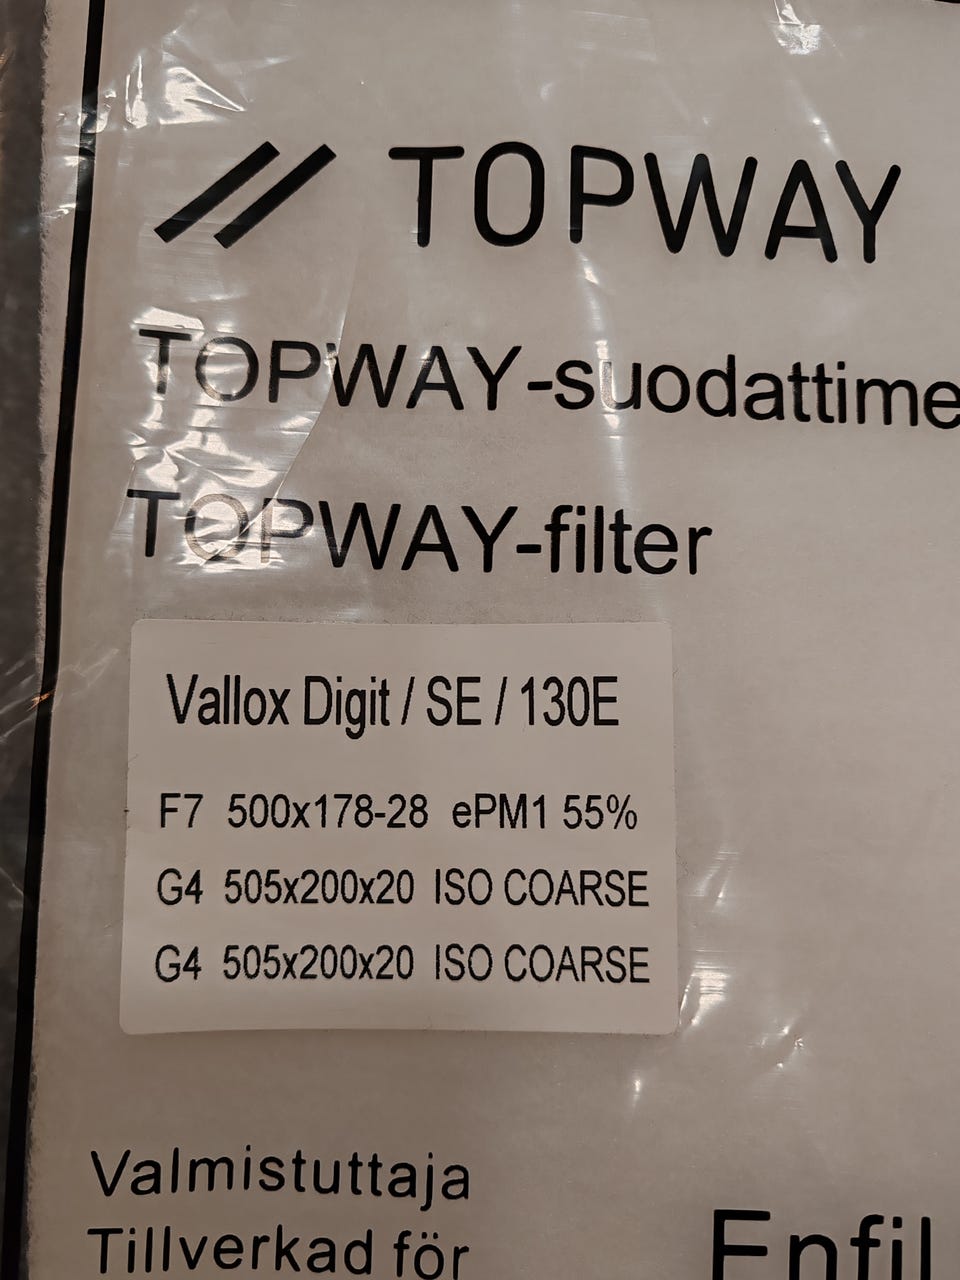 TOPWAY
TOPWAY-suodattime
TOPWAY-filter
Vallox Digit / SE / 130E
F7 500x178-28 ePM1 55%
G4 505x200x20 ISO COARSE
G4 505x200x20 ISO COARSE
Valmistuttaja
Tillverkad för
Enfil